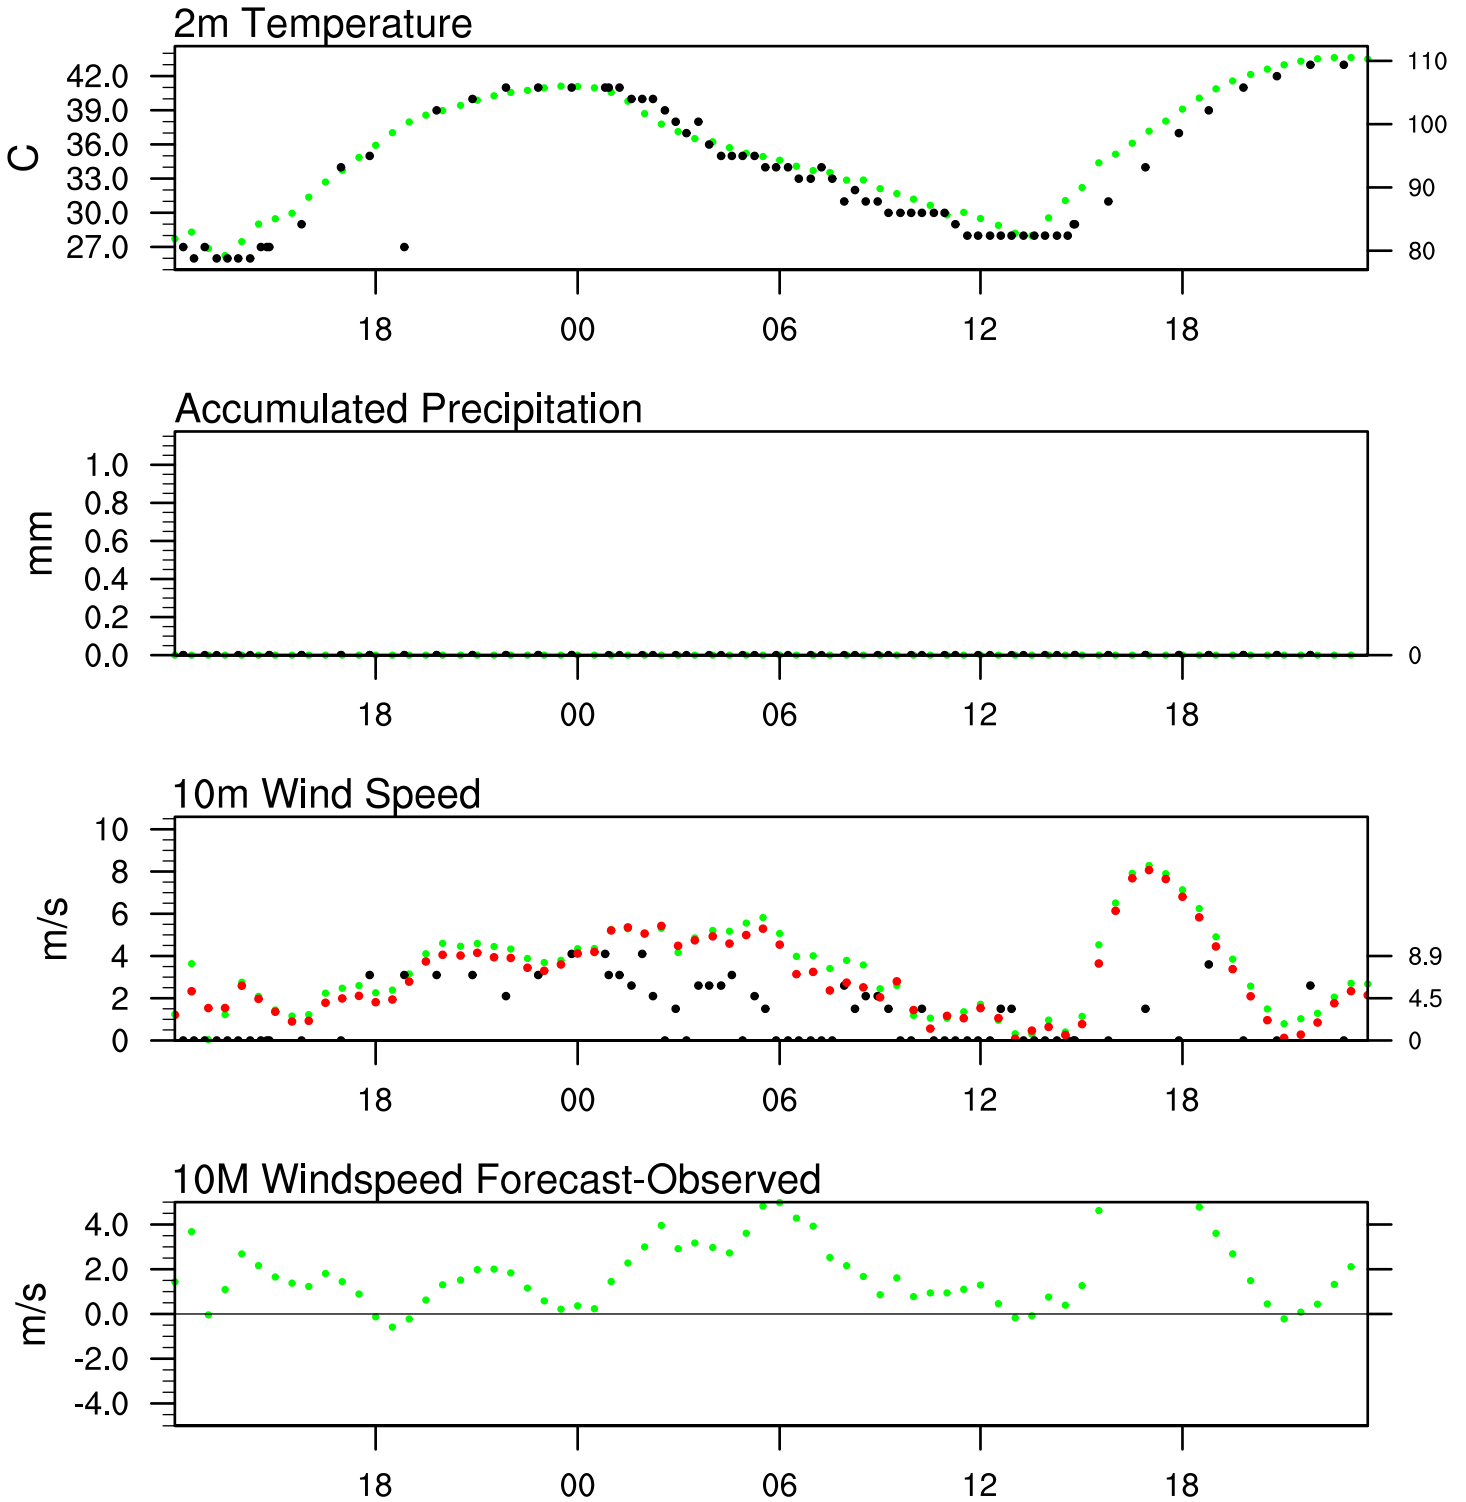 2m Temperature
C
42.0
39.0
36.0
33.0
30.0
27.0
110
100
90
80
18 00 06 12 18
Accumulated Precipitation
mm
1.0
0.8
0.6
0.4
0.2
0.0
0
18 00 06 12 18
10m Wind Speed
m/s
10
8
6
4
2
0
8.9
4.5
0
18 00 06 12 18
10M Windspeed Forecast-Observed
m/s
4.0
2.0
0.0
-2.0
-4.0
18 00 06 12 18